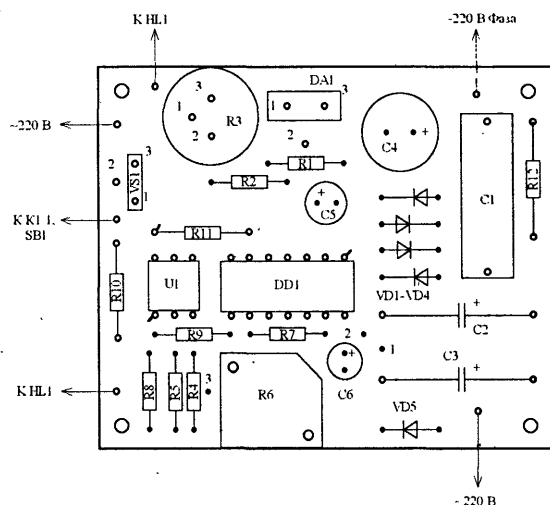 К HL1
~220 В Фаза
DA1
3
1
3
1
R3
2
2
~220 В
+
C4
3
2
VS1
1
R1
R2
+
C5
C1
R12
К К1 1,
SB1
R11
R10
U1
DD1
VD1-VD4
R9
R7
2
+
C2
1
C3
+
+
C6
К HL1
R8
R5
R4
3
R6
VD5
~ 220 В